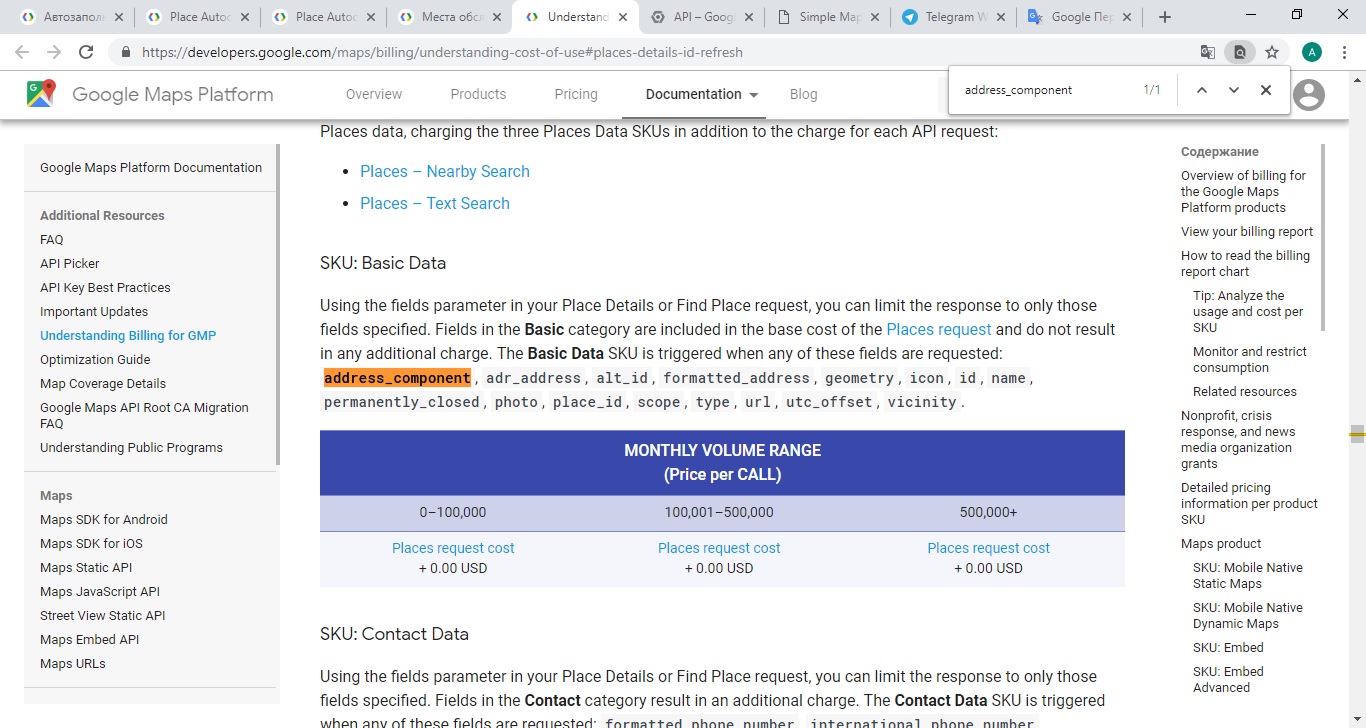 Автозаполн
Place Autoc
Place Autoc
Места обсл
Understand
API – Goog
Simple Map
Telegram W
Google Пер
https://developers.google.com/maps/billing/understanding-cost-of-use#places-details-id-refresh
A
Google Maps Platform
Overview
Products
Pricing
Documentation
Blog
address_component
1/1
Google Maps Platform Documentation
Additional Resources
FAQ
API Picker
API Key Best Practices
Important Updates
Understanding Billing for GMP
Optimization Guide
Map Coverage Details
Google Maps API Root CA Migration
FAQ
Understanding Public Programs
Maps
Maps SDK for Android
Maps SDK for iOS
Maps Static API
Maps JavaScript API
Street View Static API
Maps Embed API
Maps URLs
Places data, charging the three Places Data SKUs in addition to the charge for each API request:
• Places – Nearby Search
• Places – Text Search
SKU: Basic Data
Using the fields parameter in your Place Details or Find Place request, you can limit the response to only those
fields specified. Fields in the Basic category are included in the base cost of the Places request and do not result
in any additional charge. The Basic Data SKU is triggered when any of these fields are requested:
address_component, adr_address, alt_id, formatted_address, geometry, icon, id, name,
permanently_closed, photo, place_id, scope, type, url, utc_offset, vicinity.
MONTHLY VOLUME RANGE
(Price per CALL)
0–100,000
100,001–500,000
500,000+
Places request cost
+ 0.00 USD
Places request cost
+ 0.00 USD
Places request cost
+ 0.00 USD
SKU: Contact Data
Using the fields parameter in your Place Details or Find Place request, you can limit the response to only those
fields specified. Fields in the Contact category result in an additional charge. The Contact Data SKU is triggered
when any of these fields are requested: formatted_phone_number, international_phone_number
Содержание
Overview of billing for
the Google Maps
Platform products
View your billing report
How to read the billing
report chart
Tip: Analyze the
usage and cost per
SKU
Monitor and restrict
consumption
Related resources
Nonprofit, crisis
response, and news
media organization
grants
Detailed pricing
information per product
SKU
Maps product
SKU: Mobile Native
Static Maps
SKU: Mobile Native
Dynamic Maps
SKU: Embed
SKU: Embed
Advanced